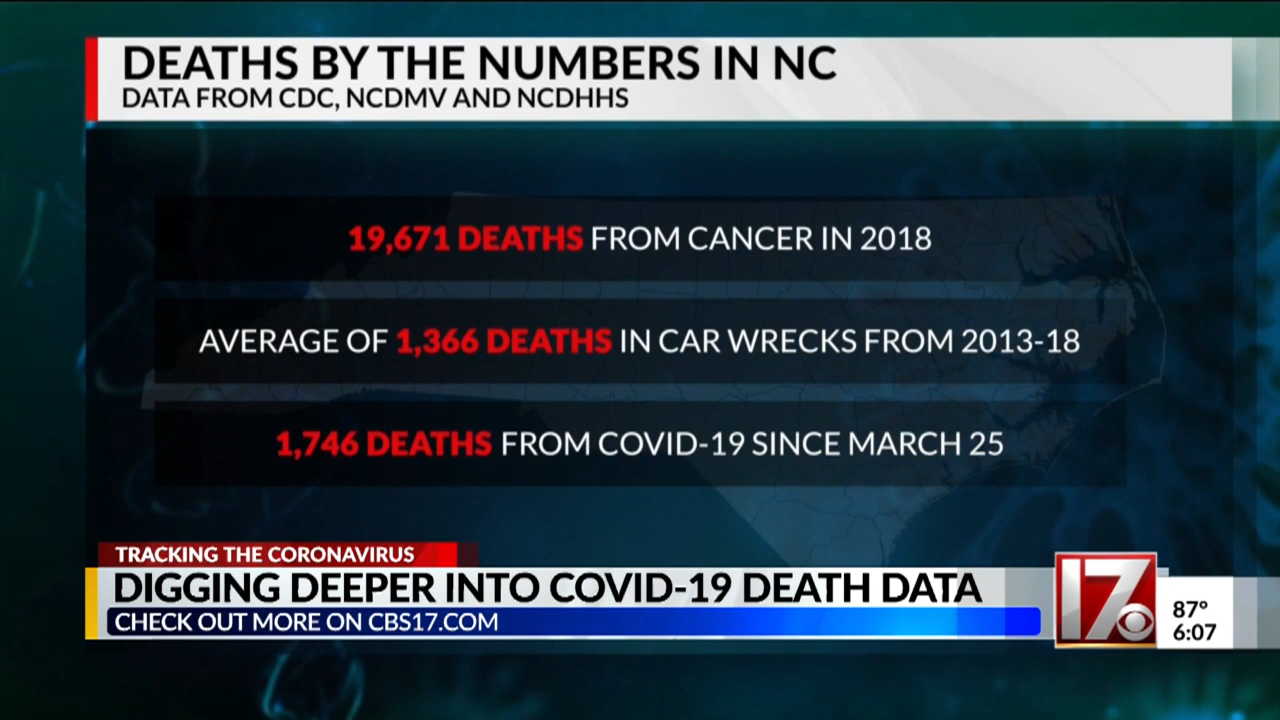 DEATHS BY THE NUMBERS IN NC
DATA FROM CDC, NCDMV AND NCDHHS
19,671 DEATHS FROM CANCER IN 2018
AVERAGE OF 1,366 DEATHS IN CAR WRECKS FROM 2013-18
1,746 DEATHS FROM COVID-19 SINCE MARCH 25
TRACKING THE CORONAVIRUS
DIGGING DEEPER INTO COVID-19 DEATH DATA
CHECK OUT MORE ON CBS17.COM
17
87°
6:07